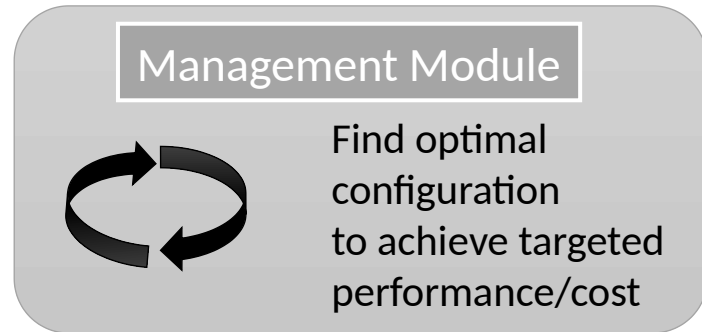 Management Module
Find optimal
configuration
to achieve targeted
performance/cost